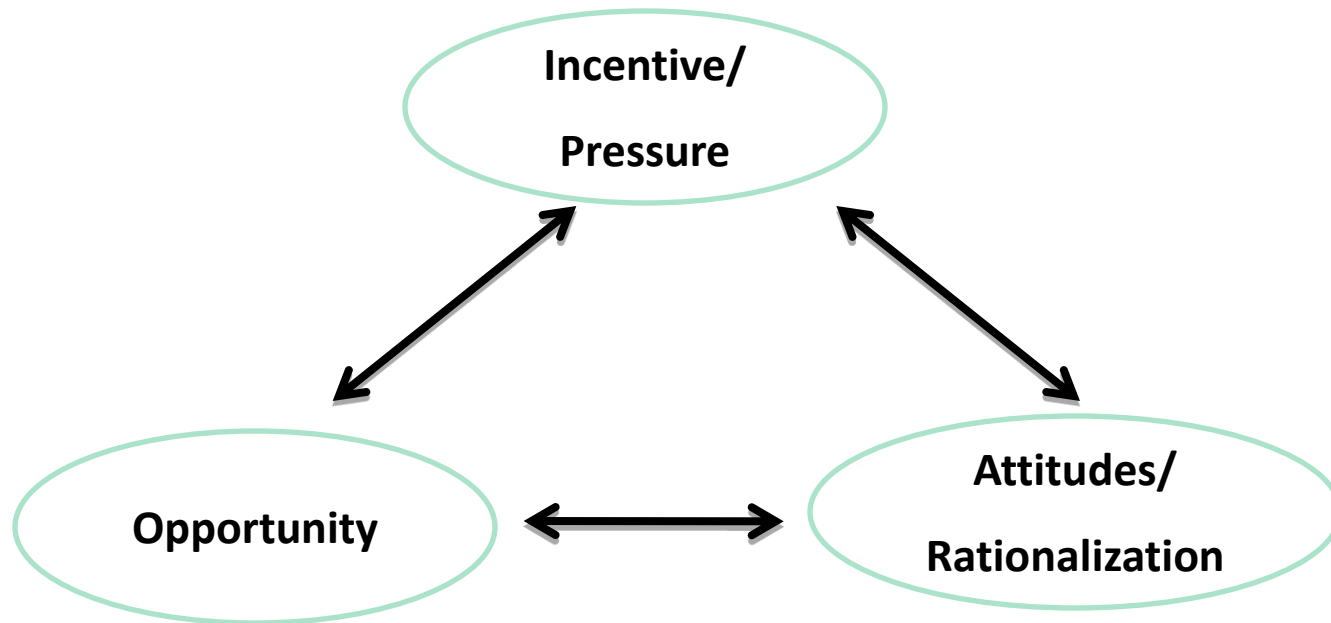 Incentive/
Pressure
Opportunity
Attitudes/
Rationalization